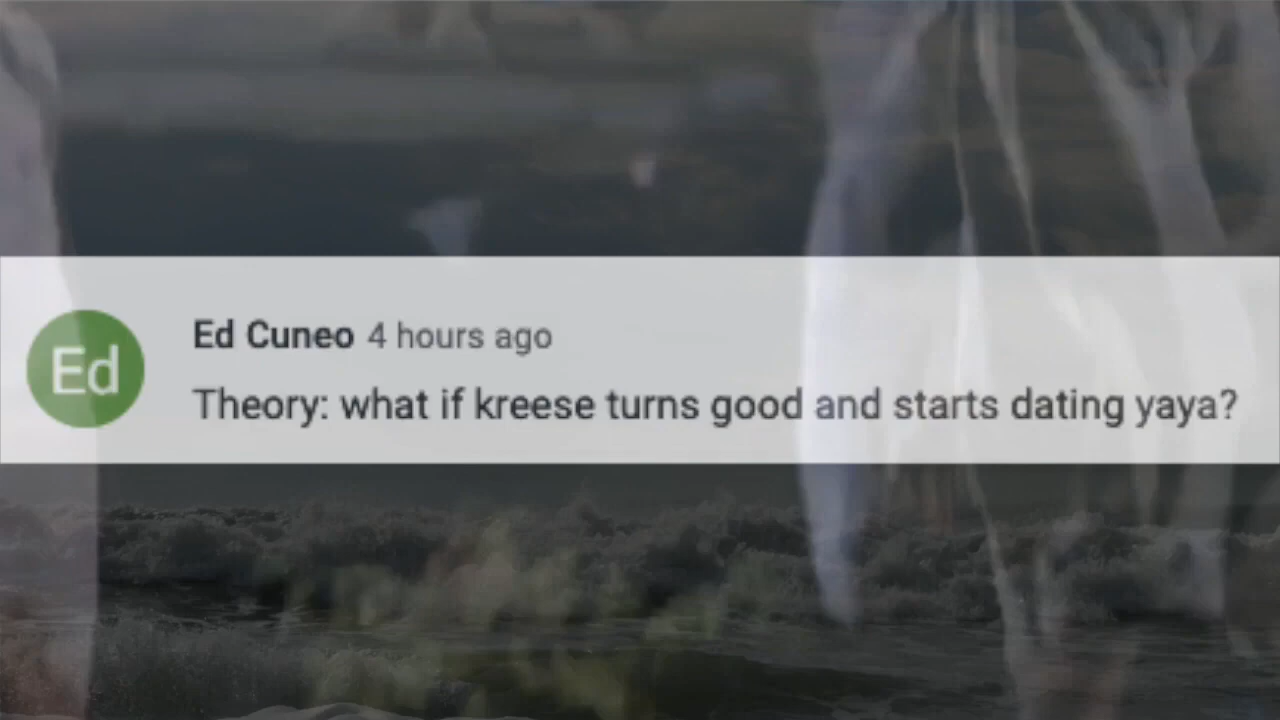 Ed
Ed Cuneo 4 hours ago
Theory: what if kreese turns good and starts dating yaya?